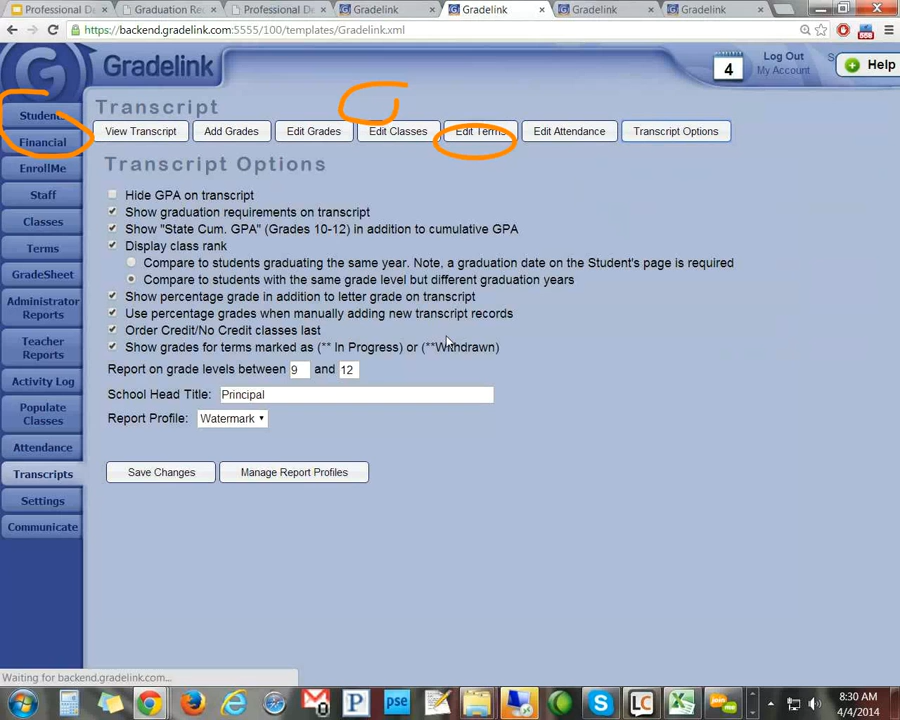 Professional De
Graduation Re
Professional De
Gradelink
Gradelink
Gradelink
Gradelink
https://backend.gradelink.com:5555/100/templates/Gradelink.xml
G Gradelink
4
Log Out
My Account
Help
Transcript
View Transcript
Add Grades
Edit Grades
Edit Classes
Edit Terms
Edit Attendance
Transcript Options
Student
Financial
EnrollMe
Staff
Classes
Terms
GradeSheet
Administrator
Reports
Teacher
Reports
Activity Log
Populate
Classes
Attendance
Transcripts
Settings
Communicate
Transcript Options
Hide GPA on transcript
Show graduation requirements on transcript
Show "State Cum. GPA" (Grades 10-12) in addition to cumulative GPA
Display class rank
Compare to students graduating the same year. Note, a graduation date on the Student's page is required
Compare to students with the same grade level but different graduation years
Show percentage grade in addition to letter grade on transcript
Use percentage grades when manually adding new transcript records
Order Credit/No Credit classes last
Show grades for terms marked as (** In Progress) or (**Withdrawn)
Report on grade levels between 9 and 12
School Head Title: Principal
Report Profile: Watermark
Save Changes
Manage Report Profiles
Waiting for backend.gradelink.com...
P
pse
S
LC
8:30 AM
4/4/2014